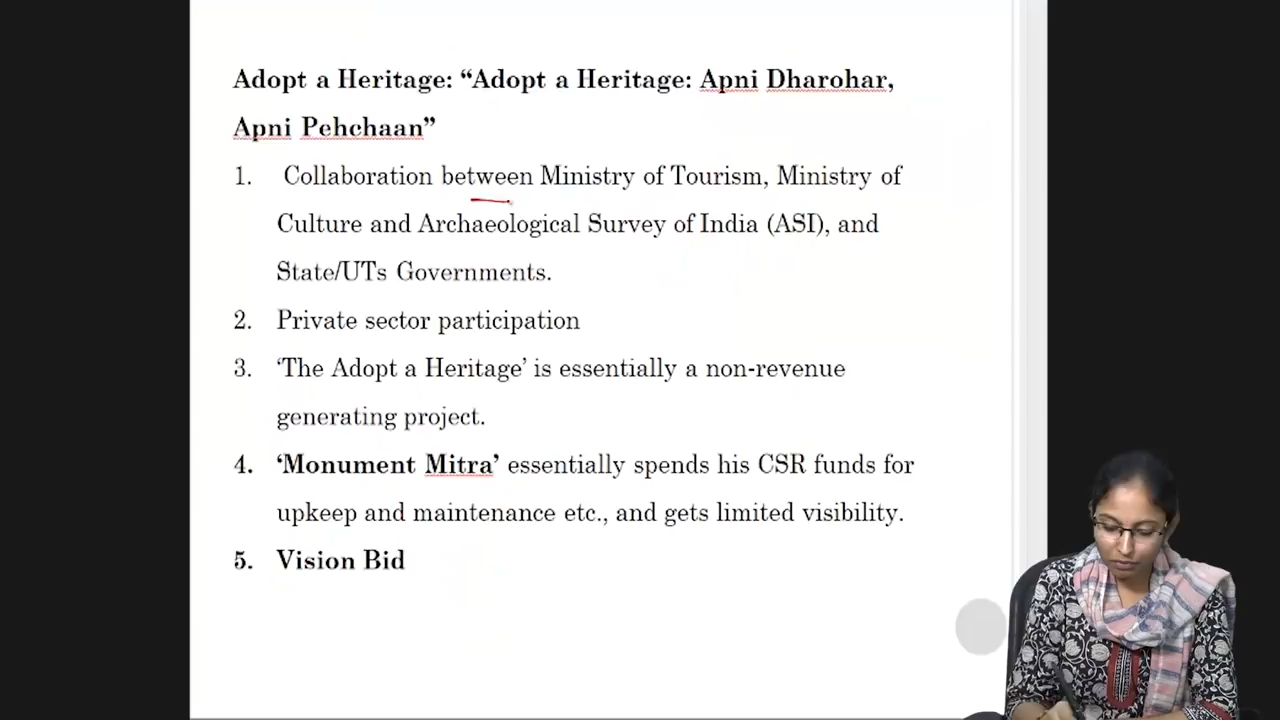 Adopt a Heritage: “Adopt a Heritage: Apni Dharohar,
Apni Pehchaan”
1. Collaboration between Ministry of Tourism, Ministry of
Culture and Archaeological Survey of India (ASI), and
State/UTs Governments.
2. Private sector participation
3. ‘The Adopt a Heritage’ is essentially a non-revenue
generating project.
4. ‘Monument Mitra’ essentially spends his CSR funds for
upkeep and maintenance etc., and gets limited visibility.
5. Vision Bid